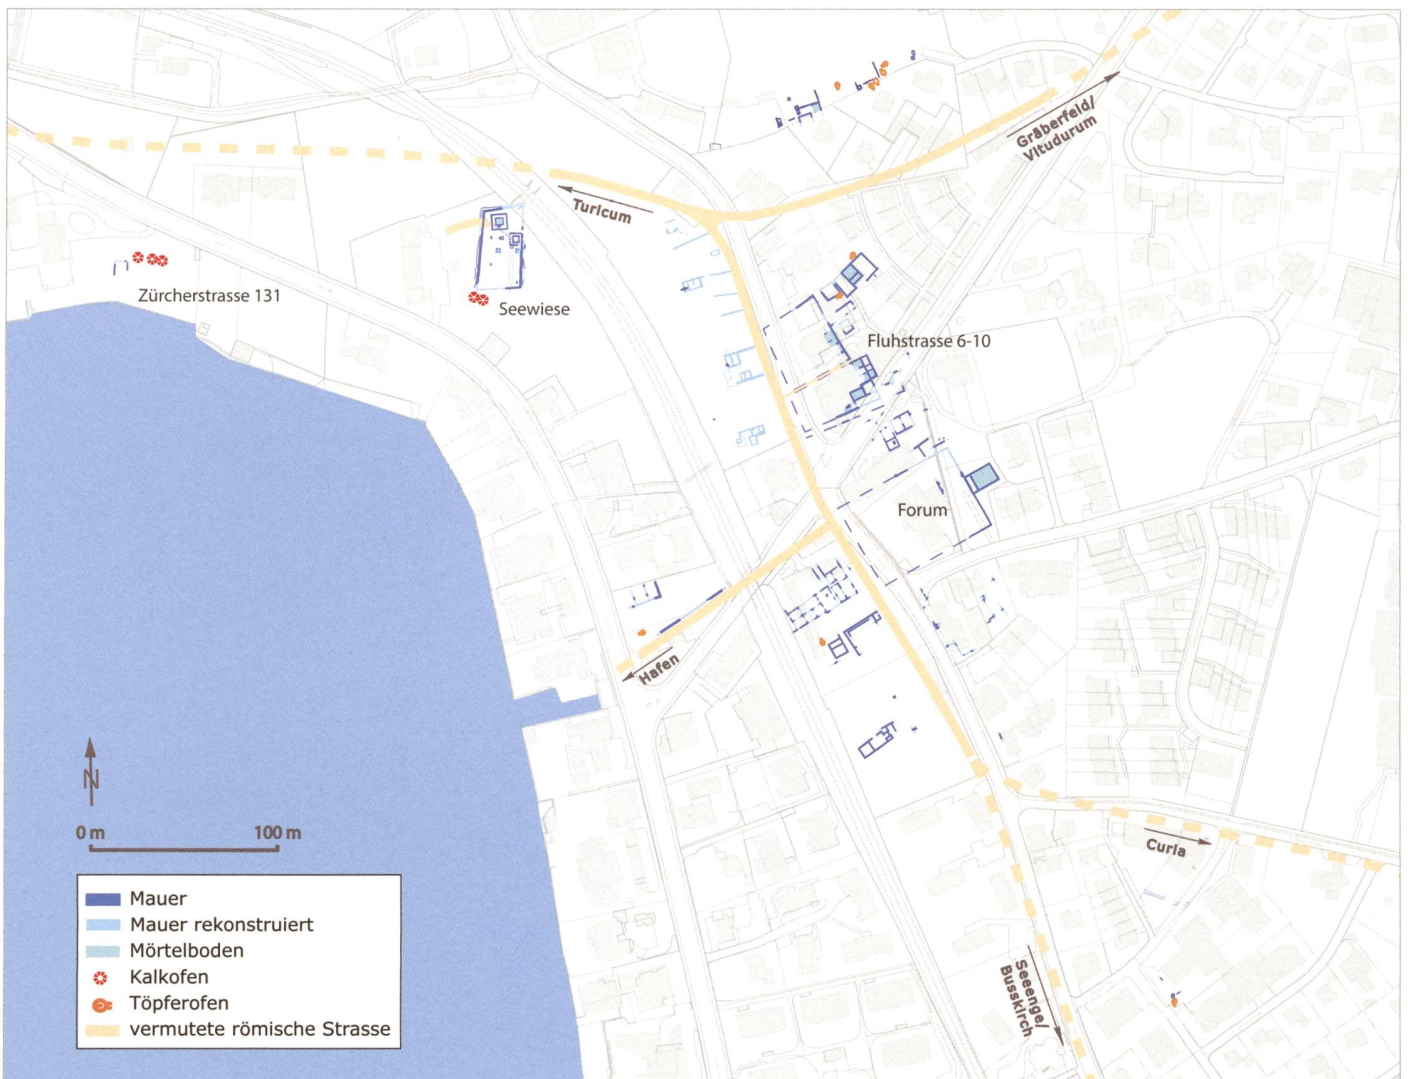 Gräberfeld/
Vitudurum
Turicum
Zürcherstrasse 131
Seewiese
Fluhstrasse 6-10
Forum
Hafen
N
0 m 100 m
Curia
Seeenge/
Busskirch
Mauer
Mauer rekonstruiert
Mörtelboden
Kalkofen
Töpferofen
vermutete römische Strasse